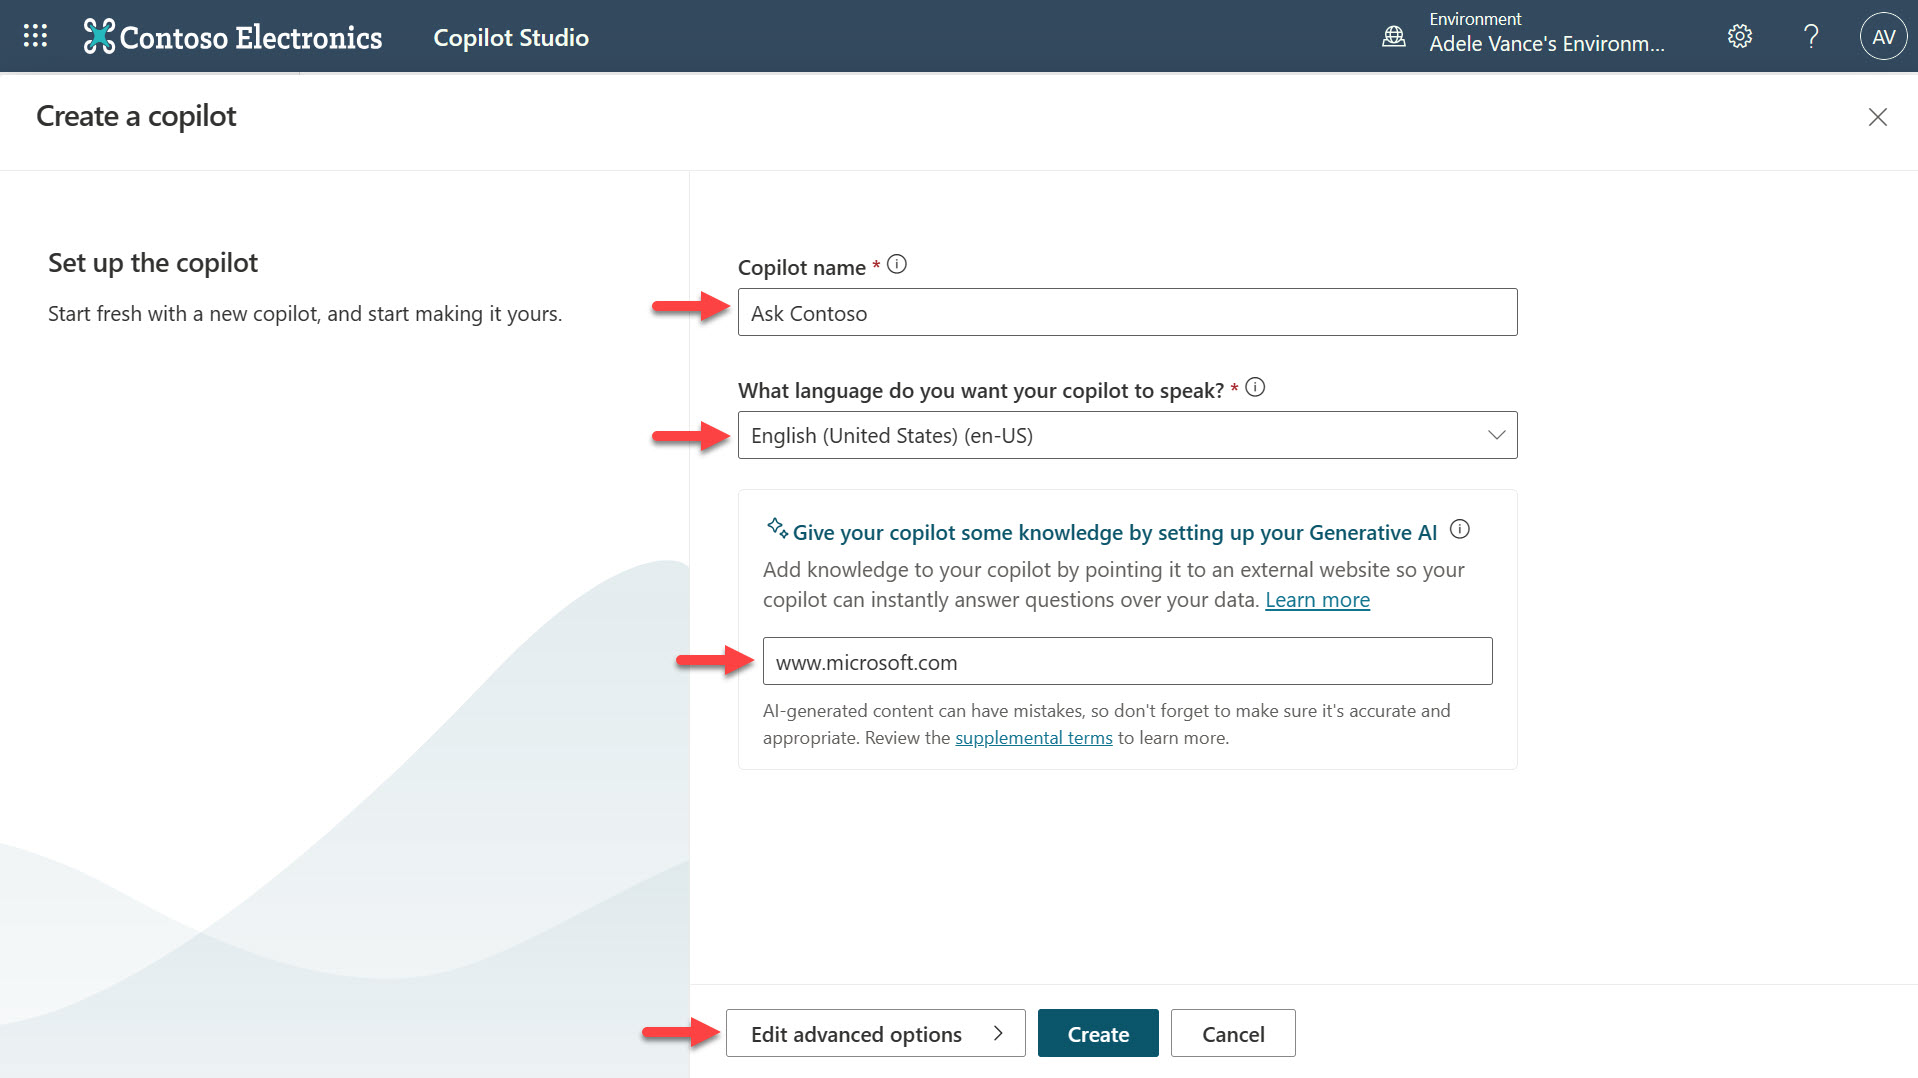 Contoso Electronics
Copilot Studio
Environment
Adele Vance's Environm...
AV
Create a copilot
Set up the copilot
Start fresh with a new copilot, and start making it yours.
Copilot name *
Ask Contoso
What language do you want your copilot to speak? *
English (United States) (en-US)
Give your copilot some knowledge by setting up your Generative AI
Add knowledge to your copilot by pointing it to an external website so your
copilot can instantly answer questions over your data. Learn more
www.microsoft.com
AI-generated content can have mistakes, so don't forget to make sure it's accurate and
appropriate. Review the supplemental terms to learn more.
Edit advanced options
Create
Cancel